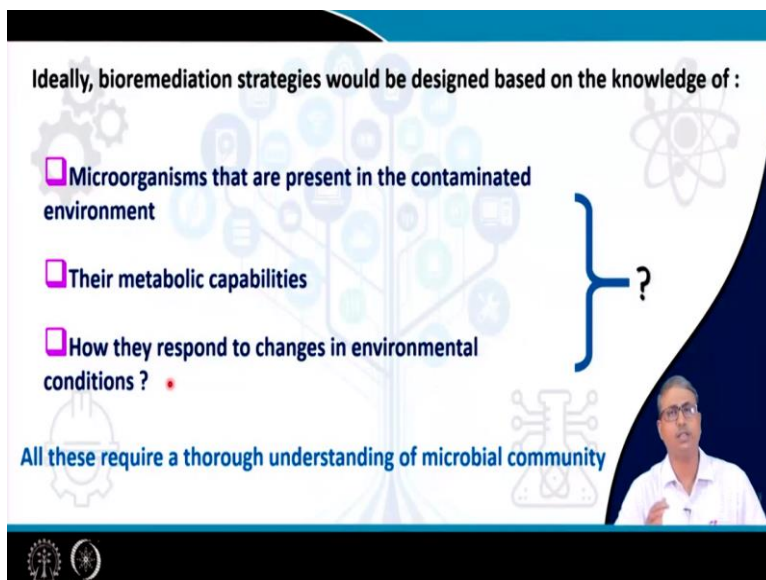 Ideally, bioremediation strategies would be designed based on the knowledge of :
❑Microorganisms that are present in the contaminated
environment
❑Their metabolic capabilities
?
❑How they respond to changes in environmental
conditions ?
All these require a thorough understanding of microbial community